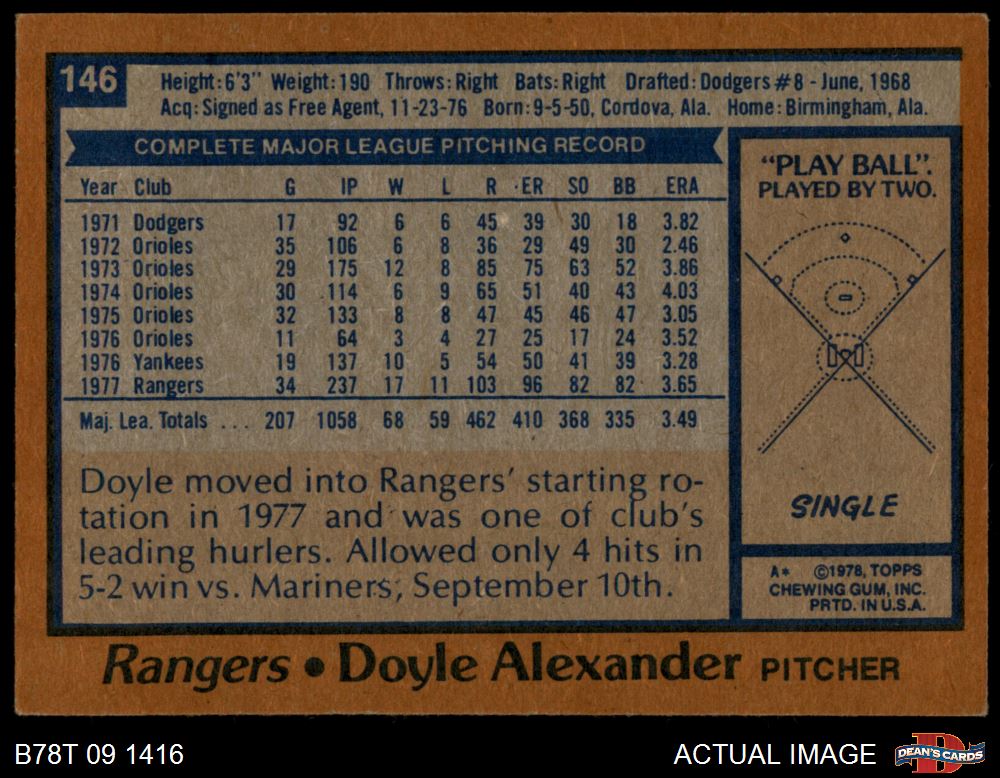 146
Height:6'3" Weight:190 Throws:Right Bats:Right Drafted:Dodgers #8 - June, 1968
Acq:Signed as Free Agent, 11-23-76 Born:9-5-50, Cordova, Ala. Home:Birmingham, Ala.
COMPLETE MAJOR LEAGUE PITCHING RECORD
Year Club G IP W L R ER SO BB ERA
1971 Dodgers 17 92 6 6 45 39 30 18 3.82
1972 Orioles 35 106 6 8 36 29 49 30 2.46
1973 Orioles 29 175 12 8 85 75 63 52 3.86
1974 Orioles 30 114 6 9 65 51 40 43 4.03
1975 Orioles 32 133 8 8 47 45 46 47 3.05
1976 Orioles 11 64 3 4 27 25 17 24 3.52
1976 Yankees 19 137 10 5 54 50 41 39 3.28
1977 Rangers 34 237 17 11 103 96 82 82 3.65
Maj. Lea. Totals ... 207 1058 68 59 462 410 368 335 3.49
Doyle moved into Rangers' starting ro-
tation in 1977 and was one of club's
leading hurlers. Allowed only 4 hits in
5-2 win vs. Mariners, September 10th.
"PLAY BALL".
PLAYED BY TWO.
SINGLE
A* ©1978, TOPPS
CHEWING GUM, INC.
PRTD. IN U.S.A.
Rangers • Doyle Alexander PITCHER
B78T 09 1416
ACTUAL IMAGE
DEAN'S CARDS